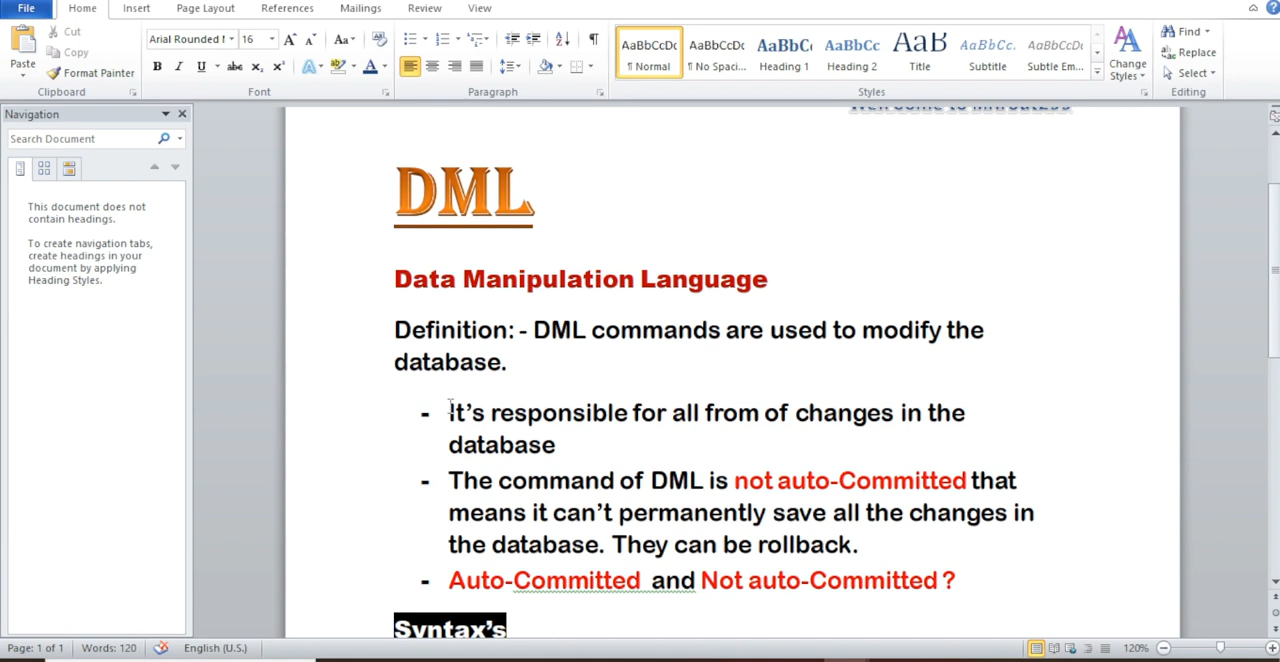 File Home Insert Page Layout References Mailings Review View
Paste
Cut
Copy
Format Painter
Clipboard
Arial Rounded 16
Font
Paragraph
AaBbCcDc AaBbCcDc AaBbC AaBbCc AaB AaBbCc. AaBbCcDc
¶ Normal ¶ No Spaci... Heading 1 Heading 2 Title Subtitle Subtle Em...
Change
Styles
Styles
Find
Replace
Select
Editing
Navigation
Search Document
This document does not
contain headings.
To create navigation tabs,
create headings in your
document by applying
Heading Styles.
DML
Data Manipulation Language
Definition: - DML commands are used to modify the
database.
- It's responsible for all from of changes in the
database
- The command of DML is not auto-Committed that
means it can't permanently save all the changes in
the database. They can be rollback.
- Auto-Committed and Not auto-Committed ?
Syntax's
Page: 1 of 1 Words: 120 English (U.S.) 120%